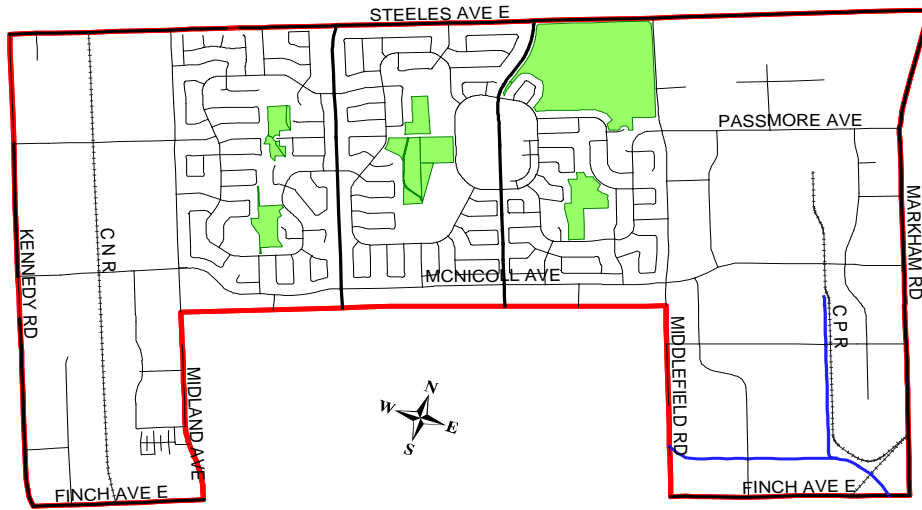 STEELES AVE E
PASSMORE AVE
KENNEDY RD
C N R
MARKHAM RD
MCNICOLL AVE
C P R
MIDDLEFIELD RD
MIDLAND AVE
N
W
E
S
FINCH AVE E
FINCH AVE E